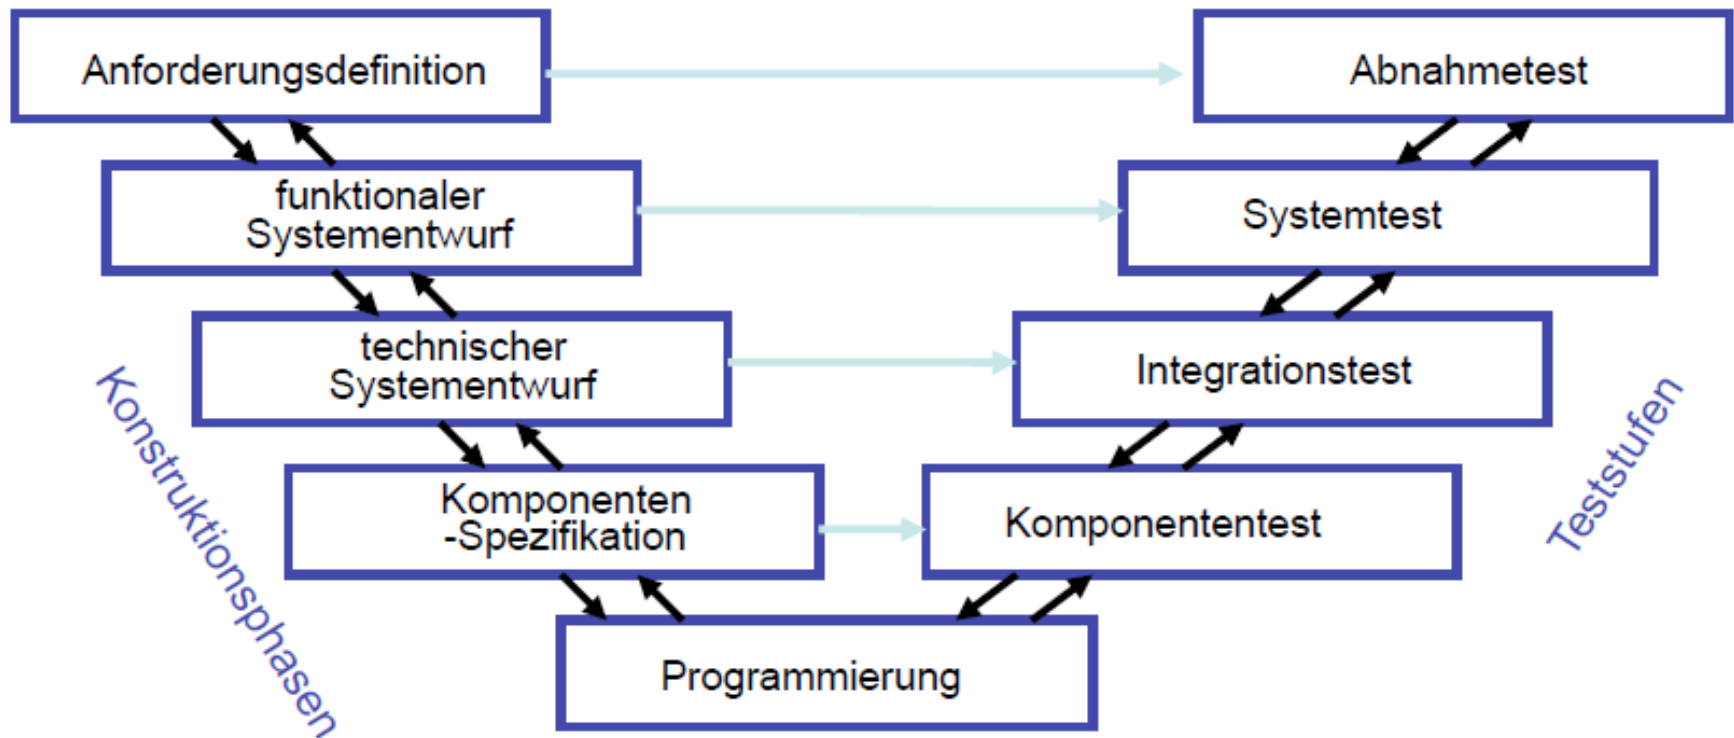 Anforderungsdefinition
Abnahmetest
funktionaler
Systementwurf
Systemtest
technischer
Systementwurf
Integrationstest
Komponenten
-Spezifikation
Komponententest
Programmierung
Konstruktionsphasen
Teststufen